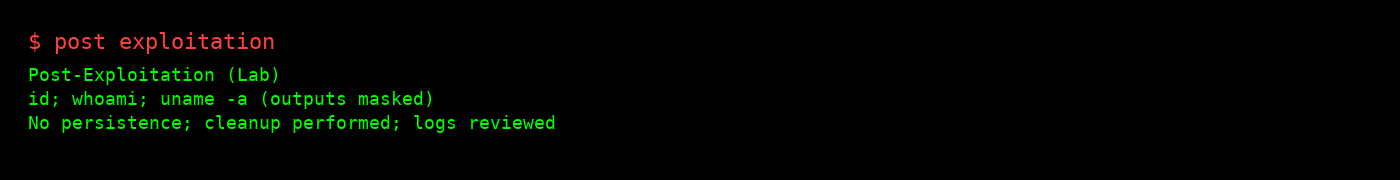 $ post exploitation
Post-Exploitation (Lab)
id; whoami; uname -a (outputs masked)
No persistence; cleanup performed; logs reviewed